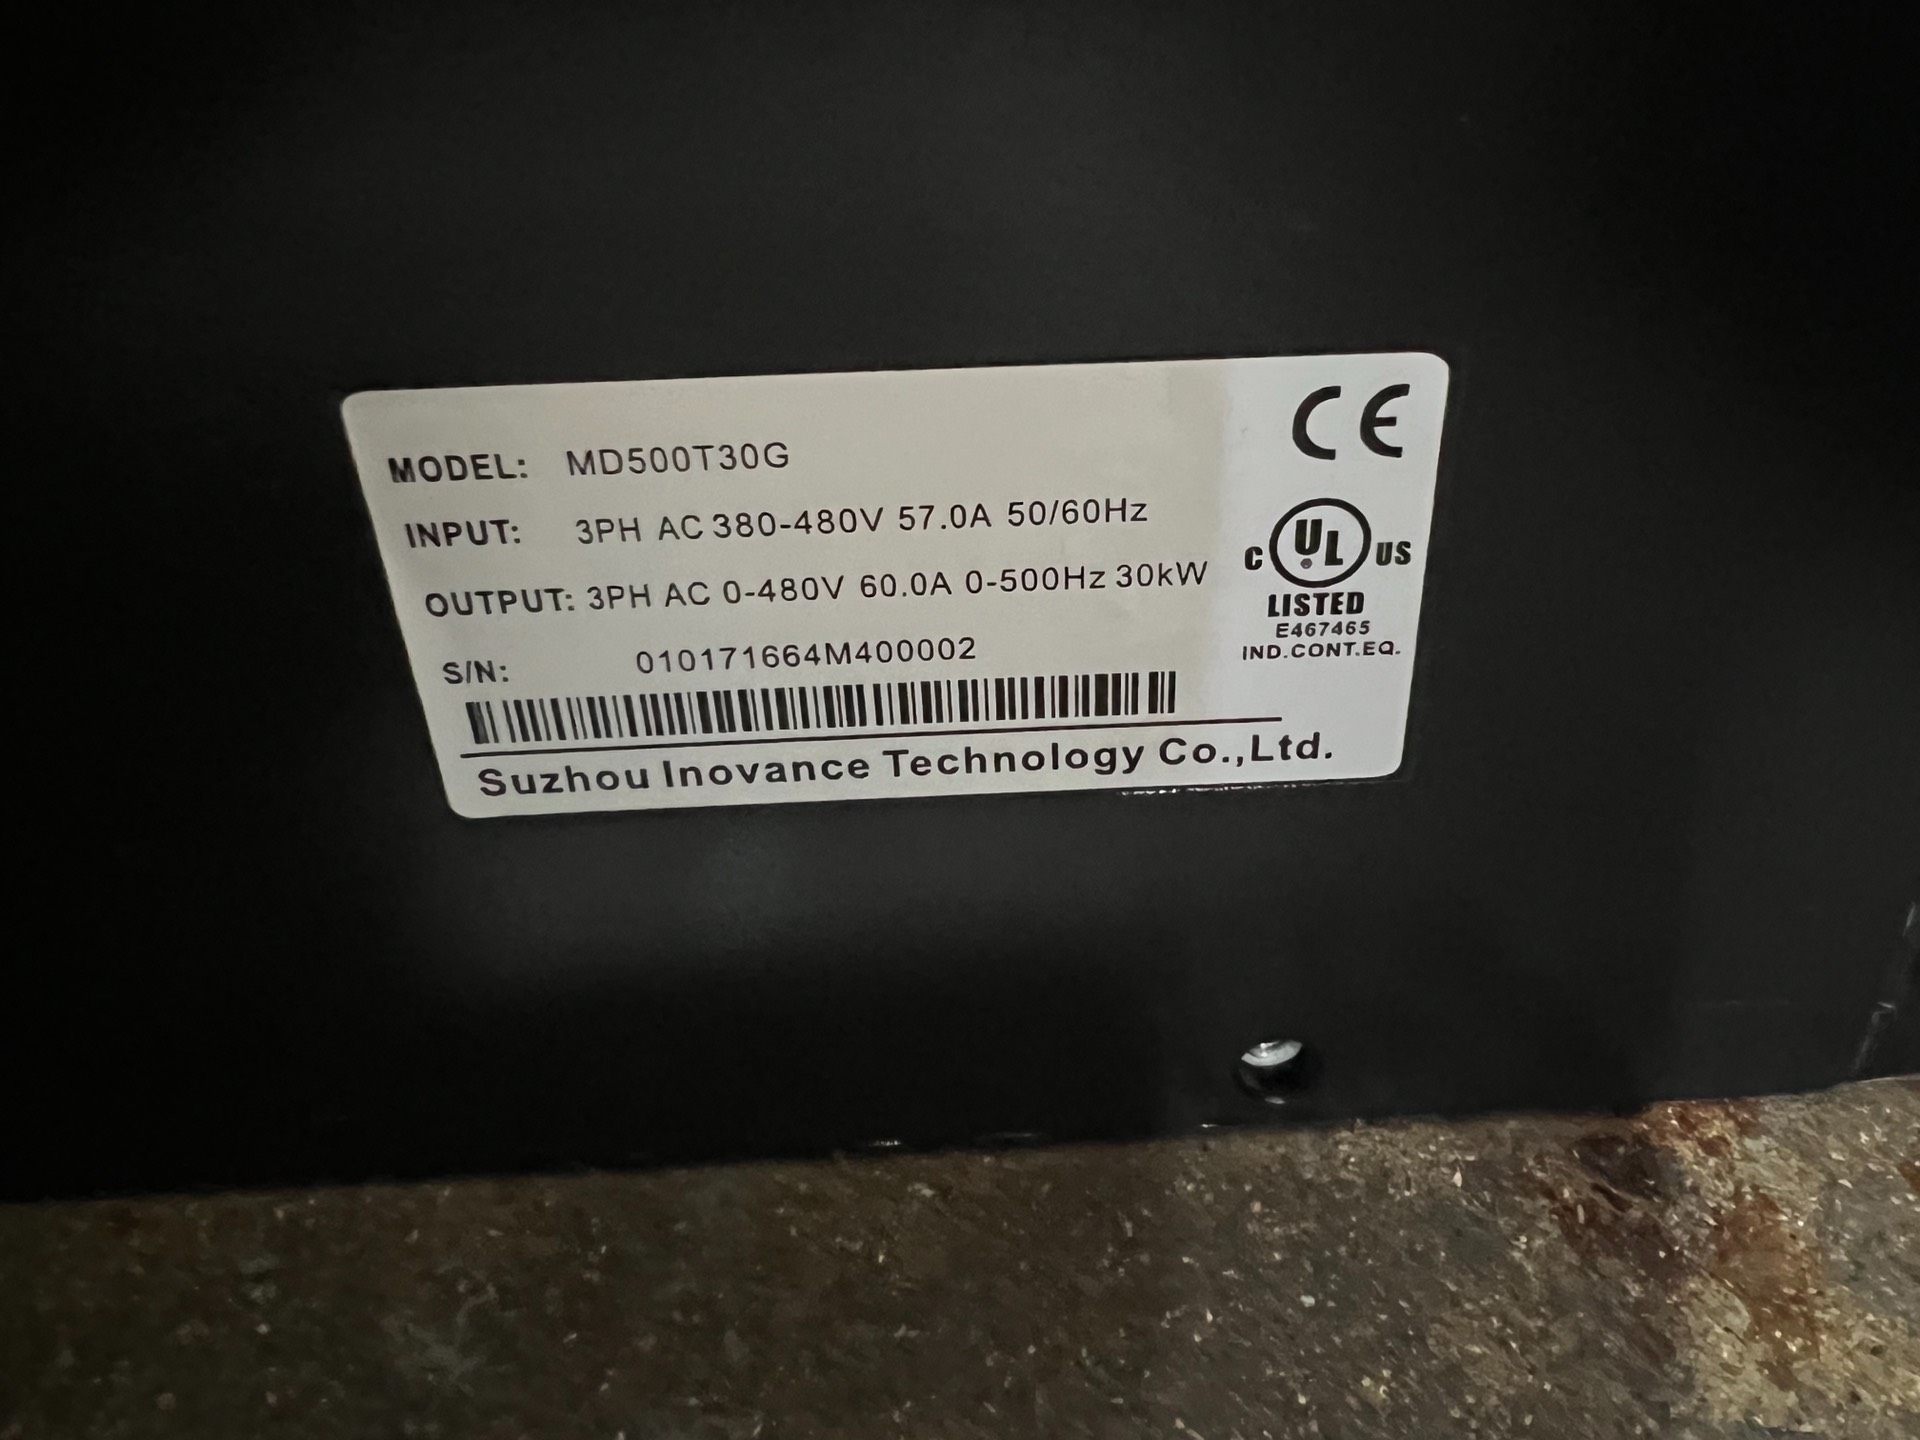 MODEL: MD500T30G
INPUT: 3PH AC 380-480V 57.0A 50/60Hz
OUTPUT: 3PH AC 0-480V 60.0A 0-500Hz 30kW
S/N: 010171664M400002
Suzhou Inovance Technology Co.,Ltd.
CE
C UL US
LISTED
E467465
IND.CONT.EQ.